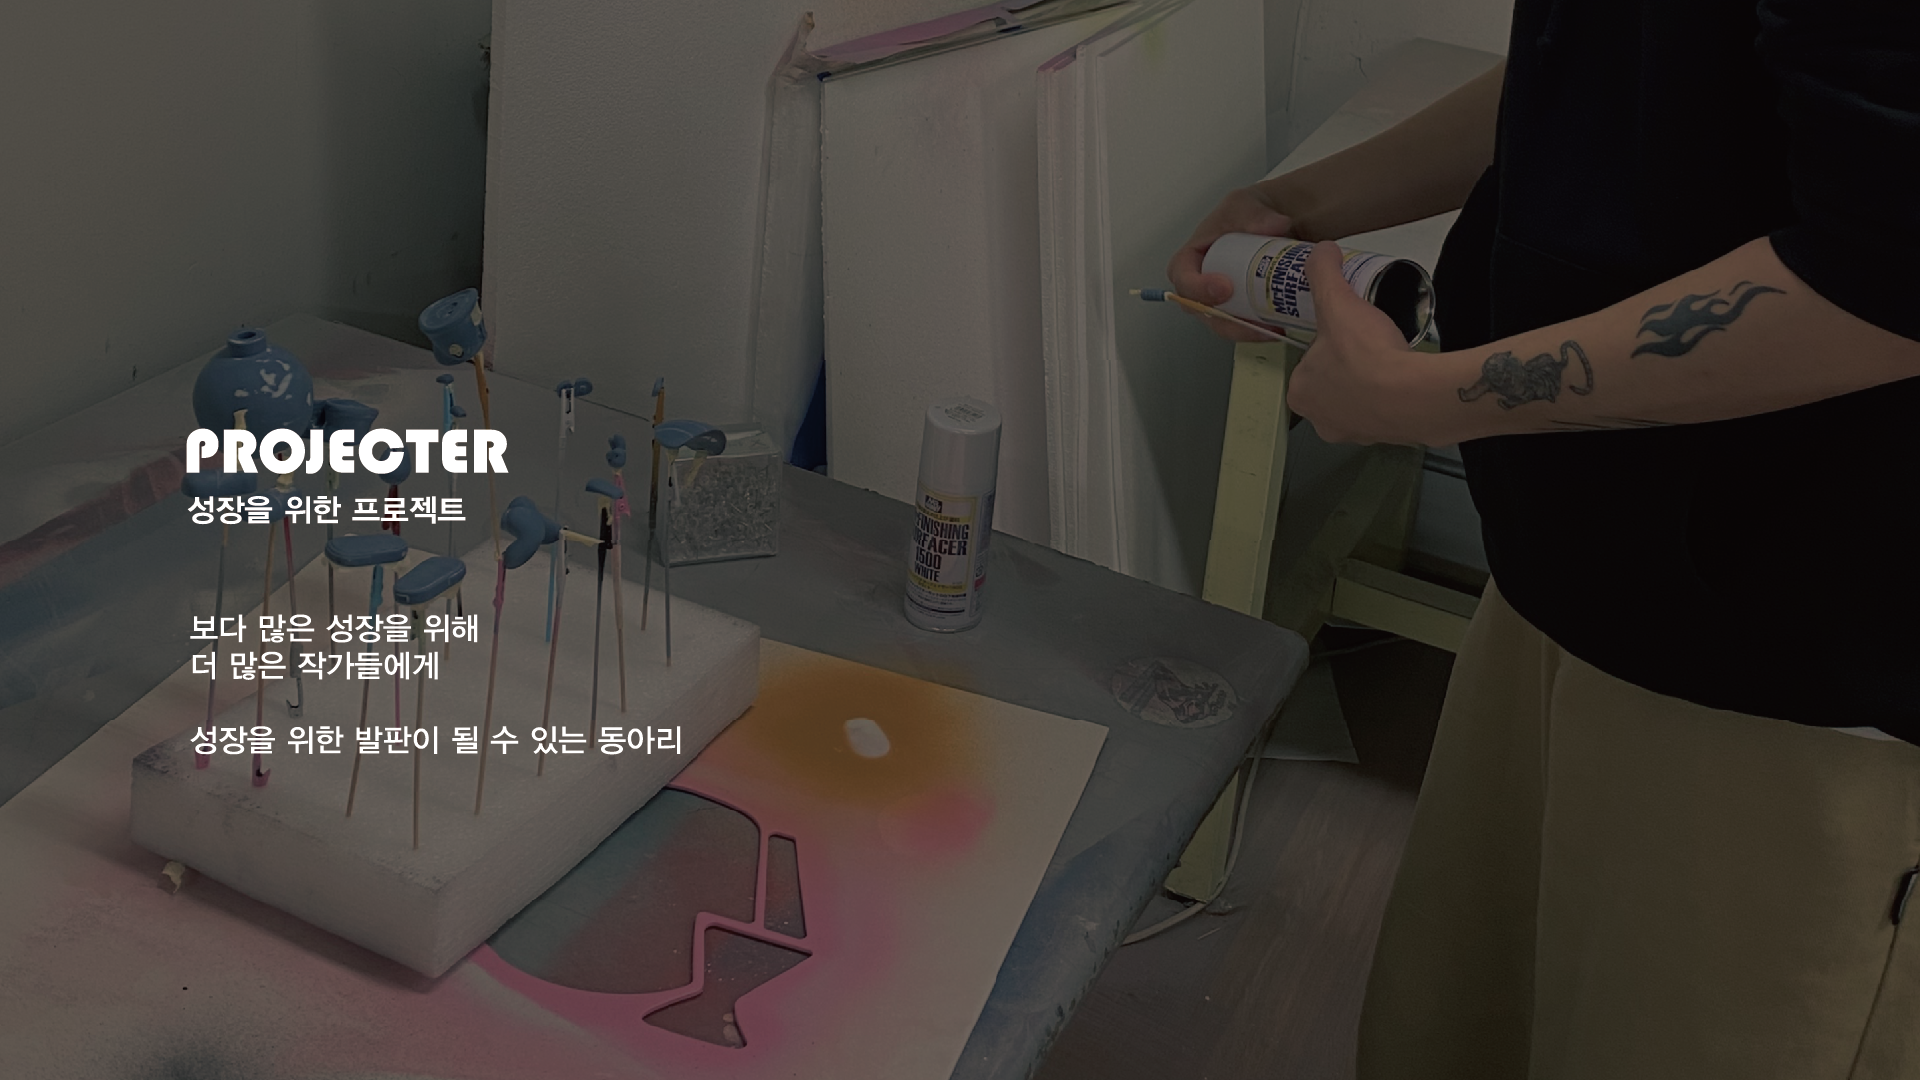 PROJECTER
성장을 위한 프로젝트
보다 많은 성장을 위해
더 많은 작가들에게
성장을 위한 발판이 될 수 있는 동아리
Mr.FINISHING
SURFACER
FINISHING
SURFACER
1500
WHITE